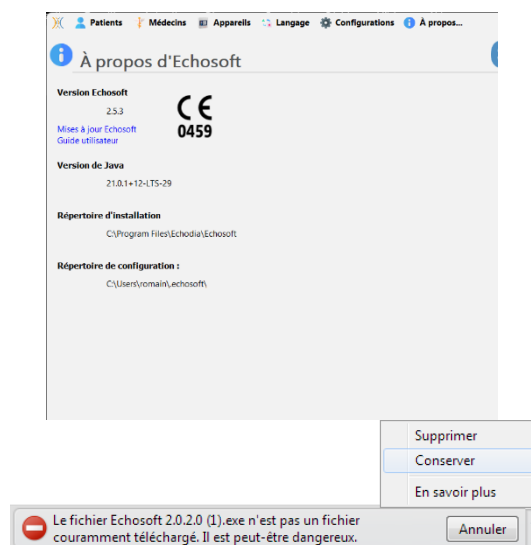 Patients Médecins Appareils Langage Configurations À propos...
À propos d'Echosoft
Version Echosoft
2.5.3
Mises à jour Echosoft
Guide utilisateur
CE
0459
Version de Java
21.0.1+12-LTS-29
Répertoire d'installation
C:\Program Files\Echodia\Echosoft
Répertoire de configuration :
C:\Users\romain\.echosoft\
Supprimer
Conserver
En savoir plus
Le fichier Echosoft 2.0.2.0 (1).exe n'est pas un fichier
couramment téléchargé. Il est peut-être dangereux.
Annuler